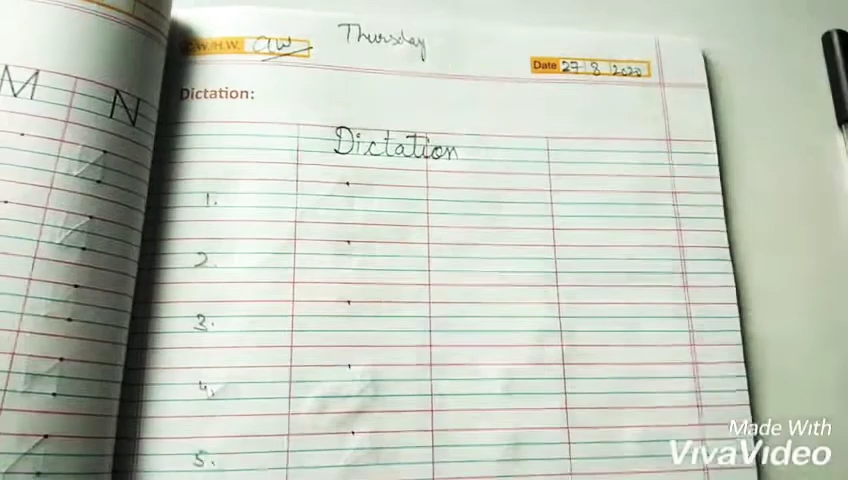 Thursday
C.W./H.W. CW
Date 27 8 2020
Dictation:
M N
Dictation
1.
2.
3.
4.
5.
Made With
VivaVideo